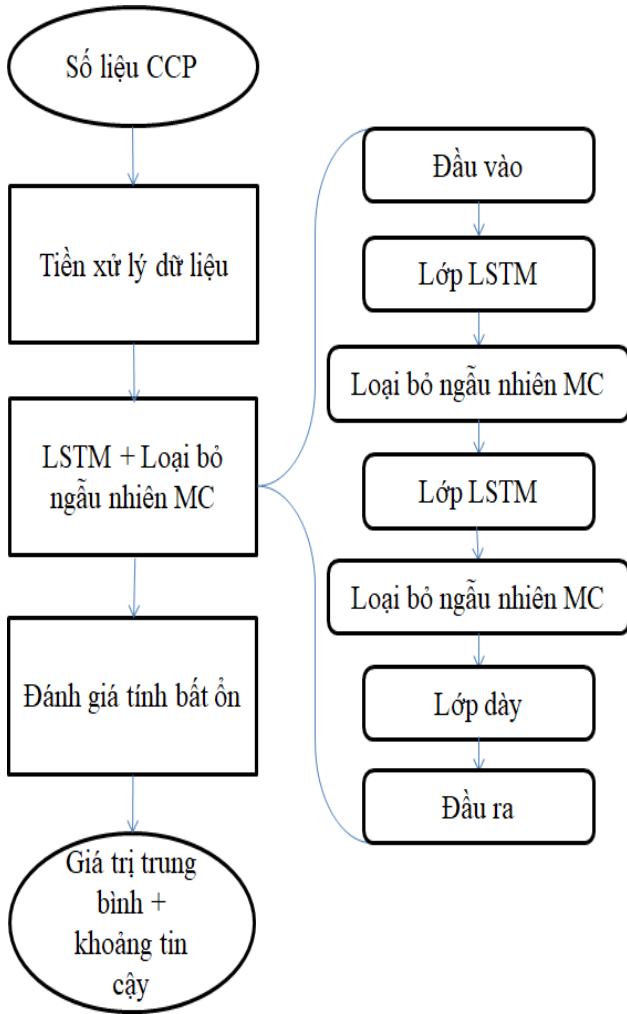 Số liệu CCP
Tiền xử lý dữ liệu
LSTM + Loại bỏ
ngẫu nhiên MC
Đánh giá tính bất ổn
Giá trị trung
bình +
khoảng tin
cậy
Đầu vào
Lớp LSTM
Loại bỏ ngẫu nhiên MC
Lớp LSTM
Loại bỏ ngẫu nhiên MC
Lớp dày
Đầu ra